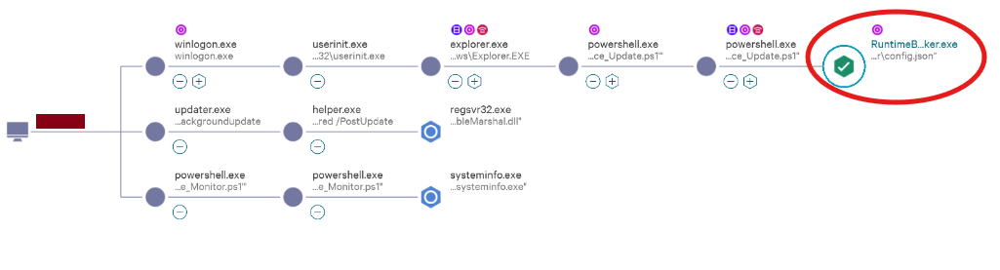 winlogon.exe
winlogon.exe
userinit.exe
...32\userinit.exe
explorer.exe
...ws\Explorer.EXE
powershell.exe
...ce_Update.ps1"'
powershell.exe
...ce_Update.ps1"
RuntimeB...ker.exe
...r\config.json"
updater.exe
...ackgroundupdate
helper.exe
...red /PostUpdate
regsvr32.exe
...bleMarshal.dll"
powershell.exe
...e_Monitor.ps1"'
powershell.exe
...e_Monitor.ps1"
systeminfo.exe
...systeminfo.exe"